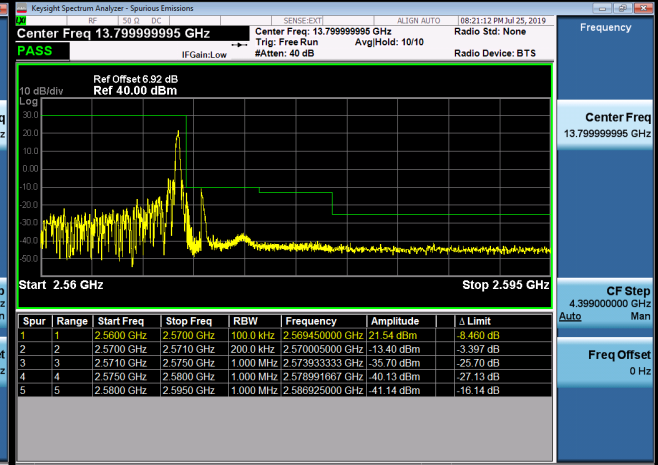 Keysight Spectrum Analyzer - Spurious Emissions
LXI RF 50 Ω DC SENSE:EXT ALIGN AUTO 08:21:12 PM Jul 25, 2019
Center Freq 13.799999995 GHz
PASS
IFGain:Low
Center Freq: 13.799999995 GHz
Trig: Free Run Avg|Hold: 10/10
#Atten: 40 dB
Radio Std: None
Radio Device: BTS
Ref Offset 6.92 dB
10 dB/div Ref 40.00 dBm
Log
30.0
20.0
10.0
0.00
-10.0
-20.0
-30.0
-40.0
-50.0
Start 2.56 GHz Stop 2.595 GHz
Spur Range Start Freq Stop Freq RBW Frequency Amplitude Δ Limit
1 1 2.5600 GHz 2.5700 GHz 100.0 kHz 2.569450000 GHz 21.54 dBm -8.460 dB
2 2 2.5700 GHz 2.5710 GHz 200.0 kHz 2.570005000 GHz -13.40 dBm -3.397 dB
3 3 2.5710 GHz 2.5750 GHz 1.000 MHz 2.573933333 GHz -35.70 dBm -25.70 dB
4 4 2.5750 GHz 2.5800 GHz 1.000 MHz 2.578991667 GHz -40.13 dBm -27.13 dB
5 5 2.5800 GHz 2.5950 GHz 1.000 MHz 2.586925000 GHz -41.14 dBm -16.14 dB
Frequency
Center Freq
13.799999995 GHz
CF Step
4.399000000 GHz
Auto Man
Freq Offset
0 Hz